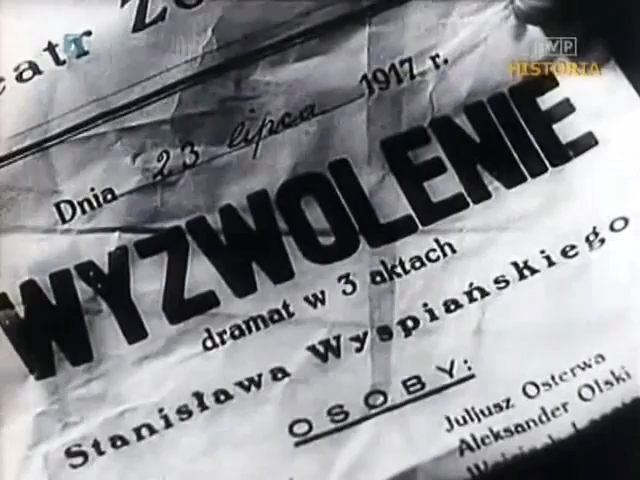 TVP
HISTORIA
eatr
Dnia 23 lipca 1917 r.
WYZWOLENIE
dramat w 3 aktach
Stanisława Wyspiańskiego
OSOBY:
Juljusz Osterwa
Aleksander Olski